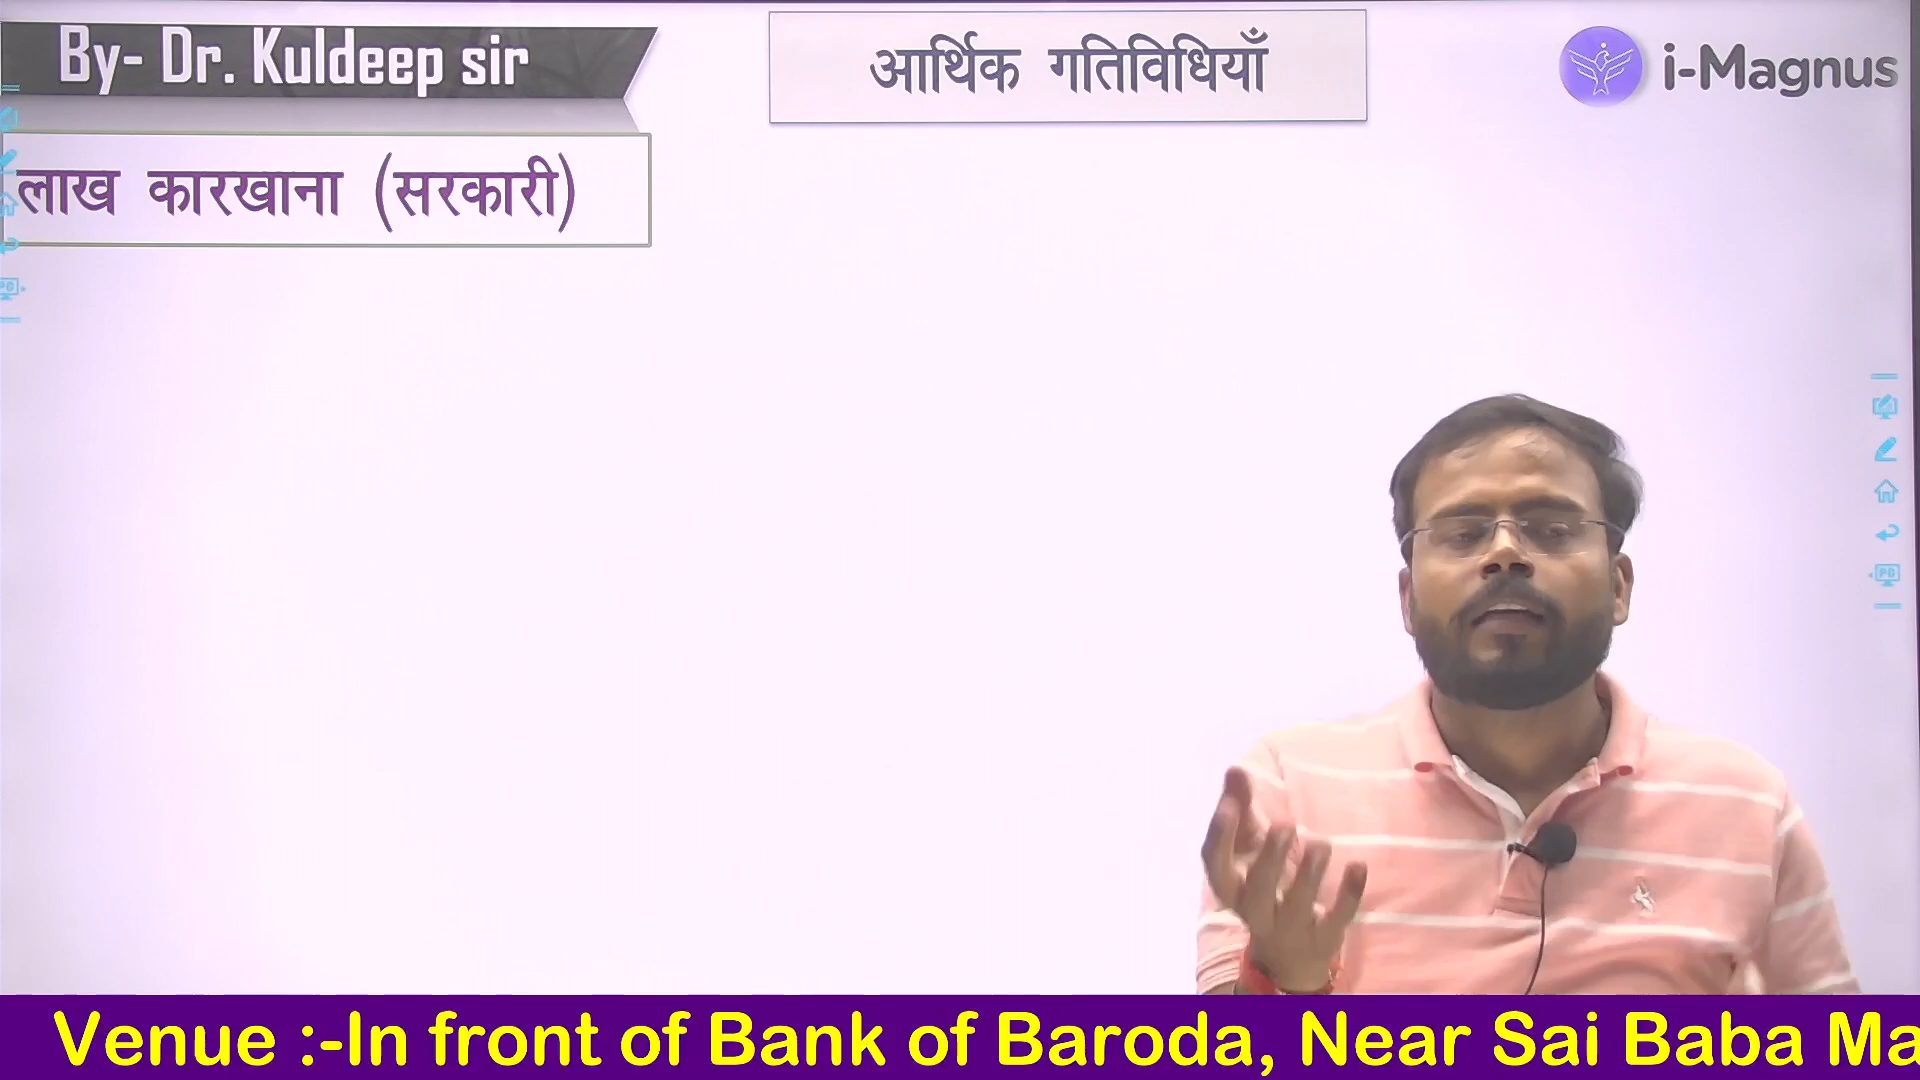 By- Dr. Kuldeep sir
आर्थिक गतिविधियाँ
i-Magnus
लाख कारखाना (सरकारी)
Venue :-In front of Bank of Baroda, Near Sai Baba Ma